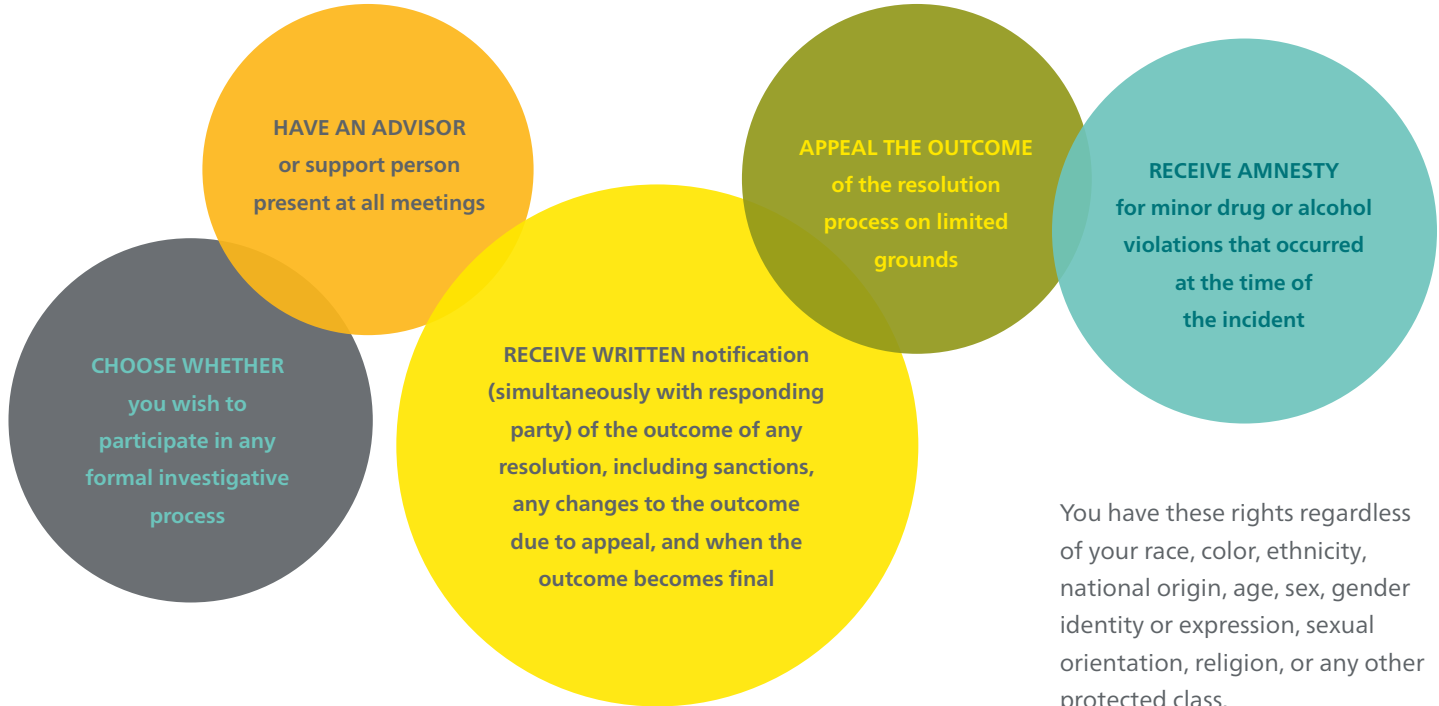 HAVE AN ADVISOR
or support person
present at all meetings
CHOOSE WHETHER
you wish to
participate in any
formal investigative
process
RECEIVE WRITTEN notification
(simultaneously with responding
party) of the outcome of any
resolution, including sanctions,
any changes to the outcome
due to appeal, and when the
outcome becomes final
APPEAL THE OUTCOME
of the resolution
process on limited
grounds
RECEIVE AMNESTY
for minor drug or alcohol
violations that occurred
at the time of
the incident
You have these rights regardless
of your race, color, ethnicity,
national origin, age, sex, gender
identity or expression, sexual
orientation, religion, or any other
protected class.